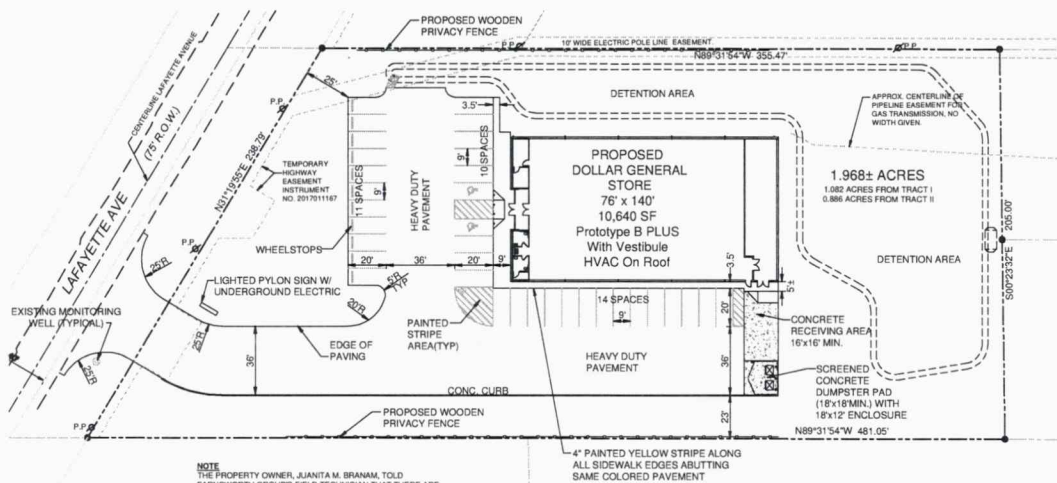 PROPOSED WOODEN
PRIVACY FENCE
P.P.
10' WIDE ELECTRIC POLE LINE EASEMENT
P.P.
N89°31'54"W 355.47'
CENTERLINE LAFAYETTE AVENUE
(75' R.O.W.)
LAFAYETTE AVE
25'
P.P.
N31°19'55"E 238.79'
3.5'
DETENTION AREA
APPROX. CENTERLINE OF
PIPELINE EASEMENT FOR
GAS TRANSMISSION, NO
WIDTH GIVEN.
TEMPORARY
HIGHWAY
EASEMENT
INSTRUMENT
NO. 2017011167
11 SPACES
9'
HEAVY DUTY
PAVEMENT
9'
10 SPACES
PROPOSED
DOLLAR GENERAL
STORE
76' x 140'
10,640 SF
Prototype B PLUS
With Vestibule
HVAC On Roof
1.968± ACRES
1.082 ACRES FROM TRACT I
0.886 ACRES FROM TRACT II
S00°23'32"E 205.00'
P.P.
WHEELSTOPS
20'
36'
20'
9'
3.5'
5'±
DETENTION AREA
25'R
LIGHTED PYLON SIGN W/
UNDERGROUND ELECTRIC
5'R
TYP
20'R
14 SPACES
9'
20'
EXISTING MONITORING
WELL (TYPICAL)
25'R
25'R
EDGE OF
PAVING
PAINTED
STRIPE
AREA(TYP)
CONCRETE
RECEIVING AREA
16'x16' MIN.
36'
HEAVY DUTY
PAVEMENT
36'
SCREENED
CONCRETE
DUMPSTER PAD
(18'x18'MIN.) WITH
18'x12' ENCLOSURE
CONC. CURB
PROPOSED WOODEN
PRIVACY FENCE
23'
N89°31'54"W 481.05'
P.P.
4" PAINTED YELLOW STRIPE ALONG
ALL SIDEWALK EDGES ABUTTING
SAME COLORED PAVEMENT
NOTE
THE PROPERTY OWNER, JUANITA M. BRANAM, TOLD